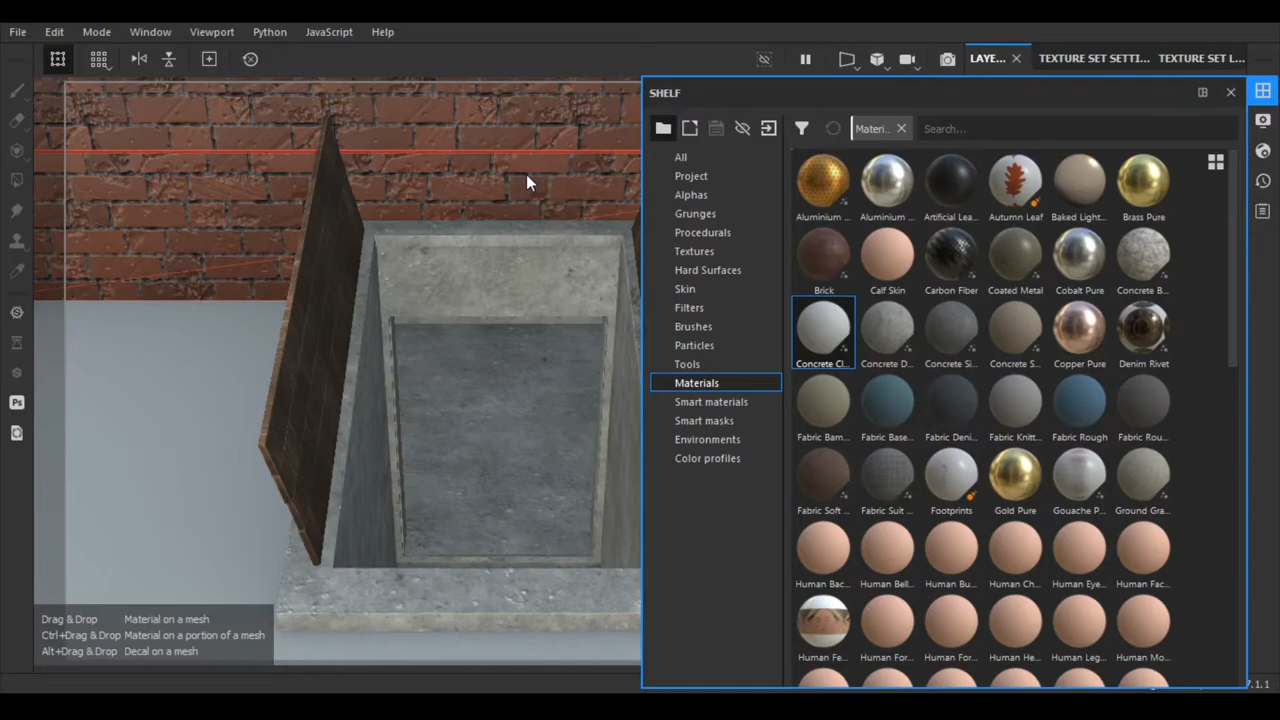 File Edit Mode Window Viewport Python JavaScript Help
LAYE... TEXTURE SET SETTI... TEXTURE SET L...
SHELF
Materi.. Search...
All
Project
Alphas
Grunges
Procedurals
Textures
Hard Surfaces
Skin
Filters
Brushes
Particles
Tools
Materials
Smart materials
Smart masks
Environments
Color profiles
Aluminium ... Aluminium ... Artificial Lea... Autumn Leaf Baked Light... Brass Pure
Brick Calf Skin Carbon Fiber Coated Metal Cobalt Pure Concrete B...
Concrete Cl... Concrete D... Concrete Si... Concrete S... Copper Pure Denim Rivet
Fabric Bam... Fabric Base... Fabric Deni... Fabric Knitt... Fabric Rough Fabric Rou...
Fabric Soft ... Fabric Suit ... Footprints Gold Pure Gouache P... Ground Gra...
Human Bac... Human Bell... Human Bu... Human Ch... Human Eye... Human Fac...
Human Fe... Human For... Human For... Human He... Human Leg... Human Mo...
Drag & Drop Material on a mesh
Ctrl+Drag & Drop Material on a portion of a mesh
Alt+Drag & Drop Decal on a mesh
Ps
7.1.1